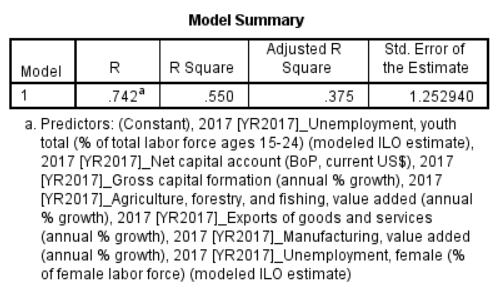 Model Summary
Adjusted R Std. Error of
Model R R Square Square the Estimate
1 .742a .550 .375 1.252940
a. Predictors: (Constant), 2017 [YR2017]_Unemployment, youth
total (% of total labor force ages 15-24) (modeled ILO estimate),
2017 [YR2017]_Net capital account (BoP, current US$), 2017
[YR2017]_Gross capital formation (annual % growth), 2017
[YR2017]_Agriculture, forestry, and fishing, value added (annual
% growth), 2017 [YR2017]_Exports of goods and services
(annual % growth), 2017 [YR2017]_Manufacturing, value added
(annual % growth), 2017 [YR2017]_Unemployment, female (%
of female labor force) (modeled ILO estimate)